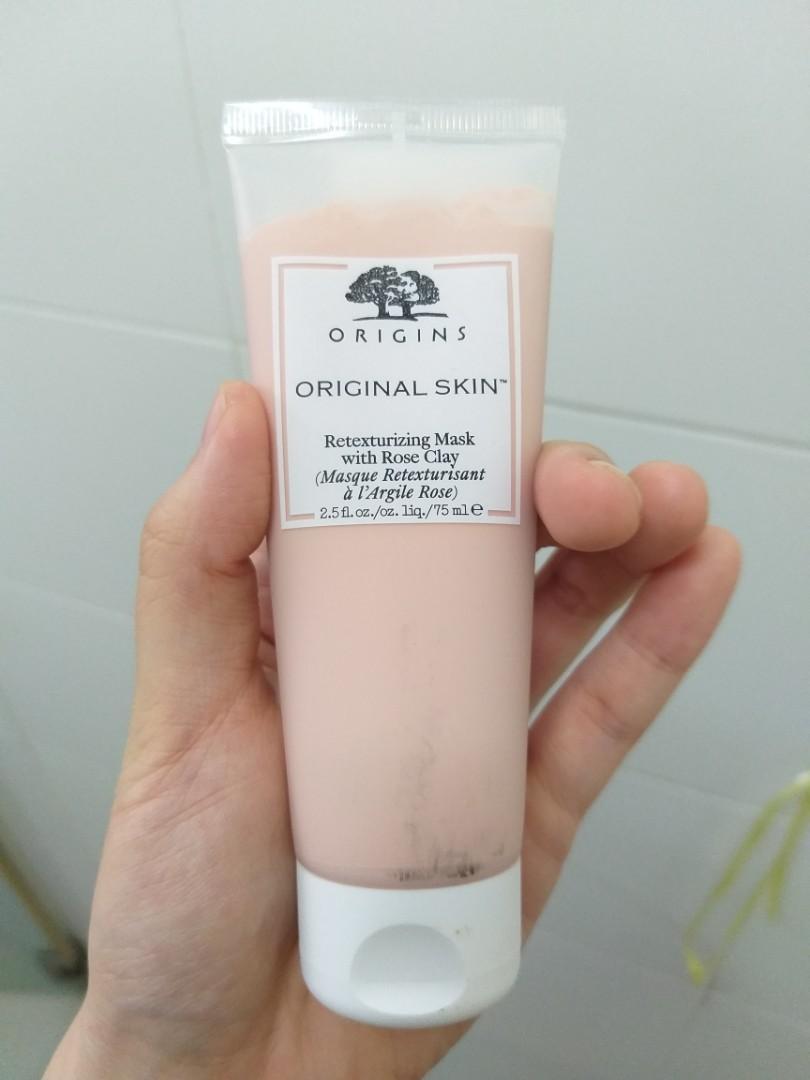 ORIGINS
ORIGINAL SKIN™
Retexturizing Mask
with Rose Clay
(Masque Retexturisant
à l'Argile Rose)
2.5 fl. oz./oz. liq./75 ml e